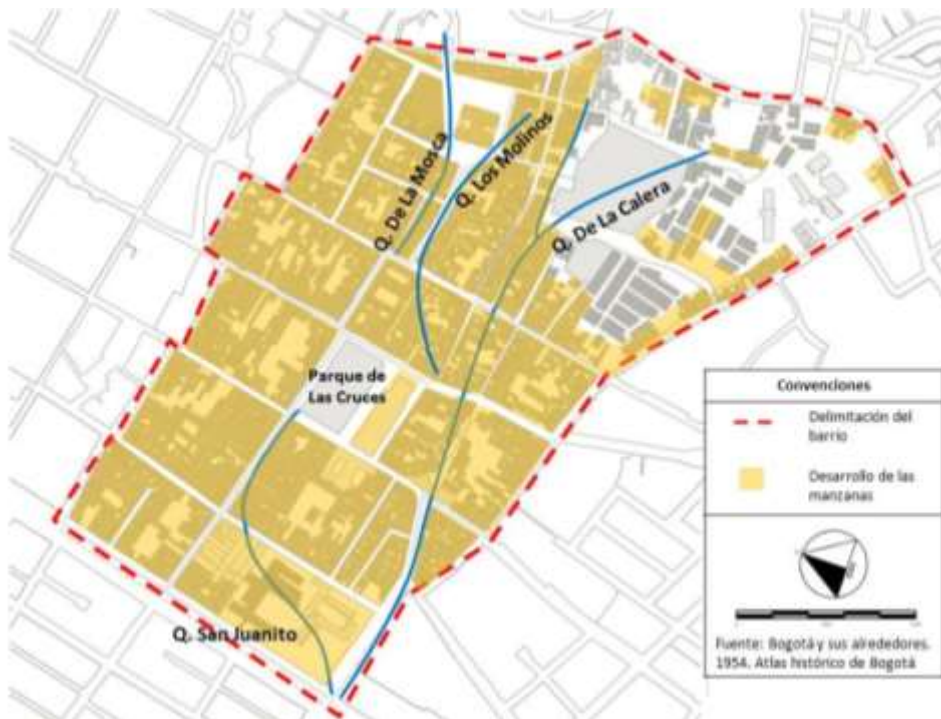 Q. De La Mosca
Q. Los Molinos
Q. De La Calera
Parque de
Las Cruces
Q. San Juanito
Convenciones
Delimitación del
barrio
Desarrollo de las
manzanas
Fuente: Bogotá y sus alrededores.
1954. Atlas histórico de Bogotá